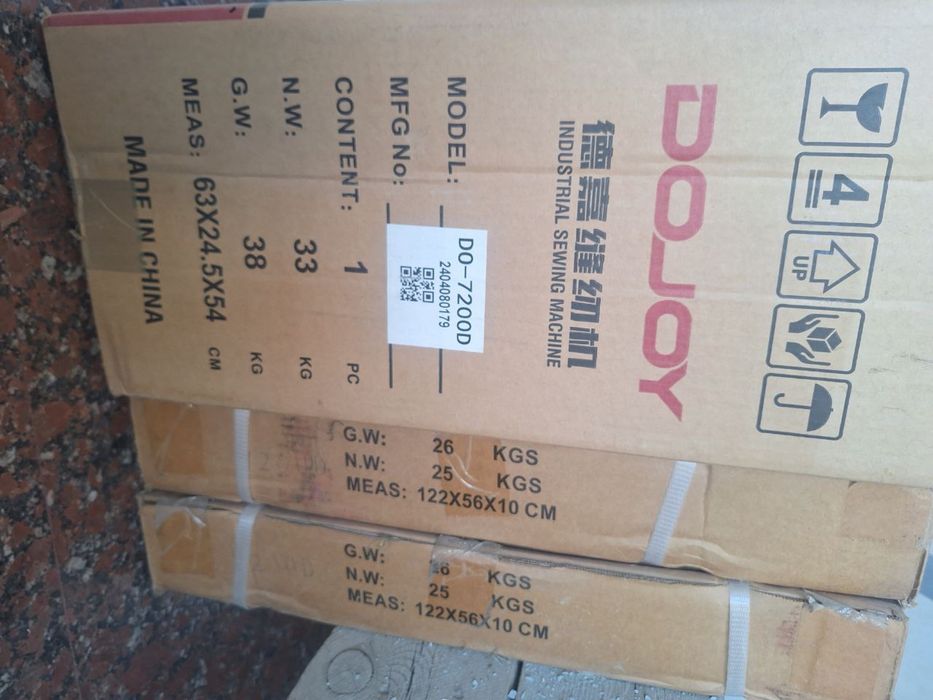 DOJOY
德嘉缝纫机
INDUSTRIAL SEWING MACHINE
MODEL: DO-7200D
MFG No: 2404080179
CONTENT: 1 PC
N.W: 33 KG
G.W: 38 KG
MEAS: 63X24.5X54 CM
MADE IN CHINA
4
UP
G.W: 26 KGS
N.W: 25 KGS
MEAS: 122X56X10 CM
G.W: 26 KGS
N.W: 25 KGS
MEAS: 122X56X10 CM